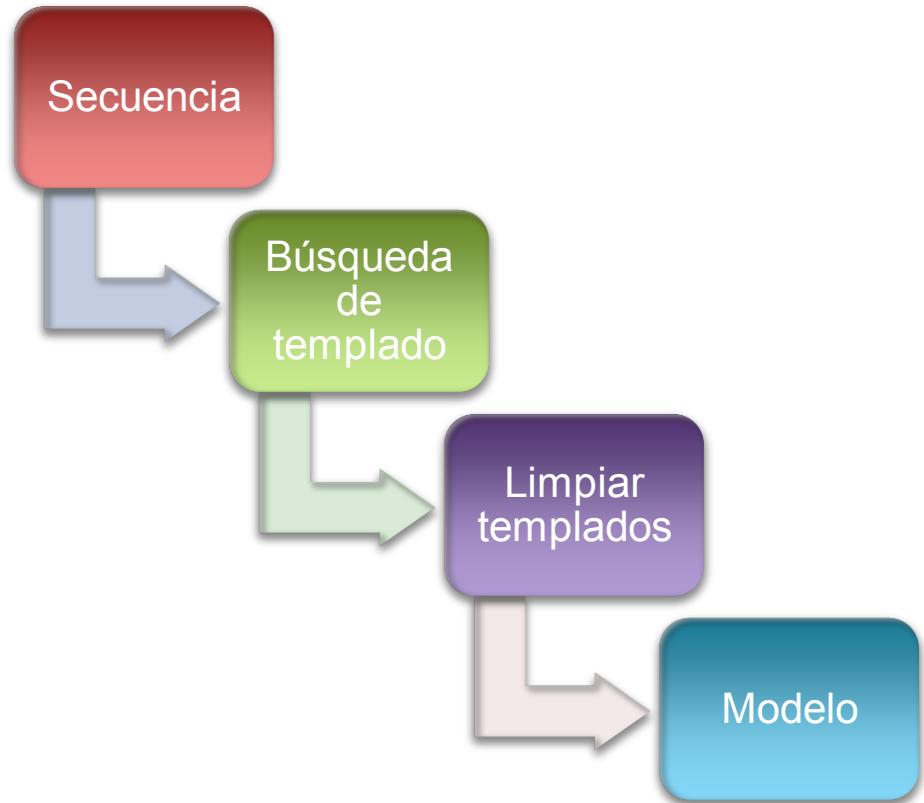 Secuencia
Búsqueda
de
templado
Limpiar
templados
Modelo